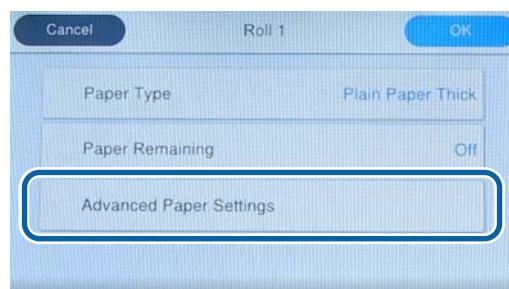 Cancel Roll 1 OK
Paper Type Plain Paper Thick
Paper Remaining Off
Advanced Paper Settings